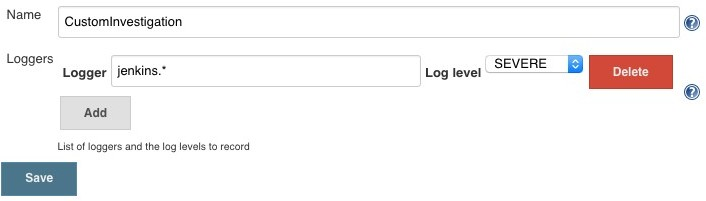 Name CustomInvestigation ?
Loggers
Logger jenkins.* Log level SEVERE Delete
?
Add
List of loggers and the log levels to record
Save